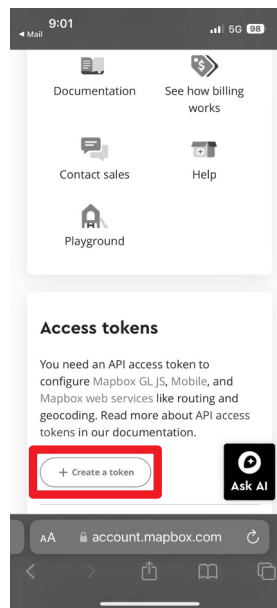 9:01
5G 98
◀ Mail
Documentation
See how billing
works
Contact sales
Help
Playground
Access tokens
You need an API access token to
configure Mapbox GL JS, Mobile, and
Mapbox web services like routing and
geocoding. Read more about API access
tokens in our documentation.
+ Create a token
Ask AI
AA account.mapbox.com